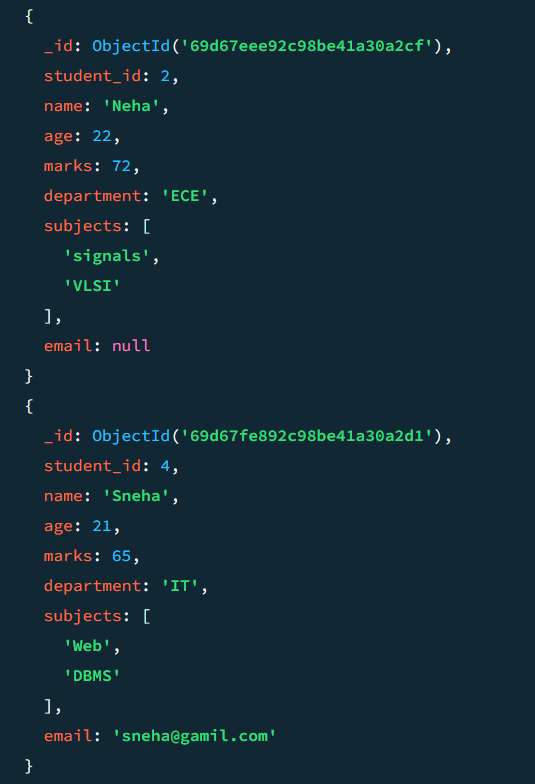 {
  _id: ObjectId('69d67eee92c98be41a30a2cf'),
  student_id: 2,
  name: 'Neha',
  age: 22,
  marks: 72,
  department: 'ECE',
  subjects: [
    'signals',
    'VLSI'
  ],
  email: null
}
{
  _id: ObjectId('69d67fe892c98be41a30a2d1'),
  student_id: 4,
  name: 'Sneha',
  age: 21,
  marks: 65,
  department: 'IT',
  subjects: [
    'Web',
    'DBMS'
  ],
  email: 'sneha@gamil.com'
}